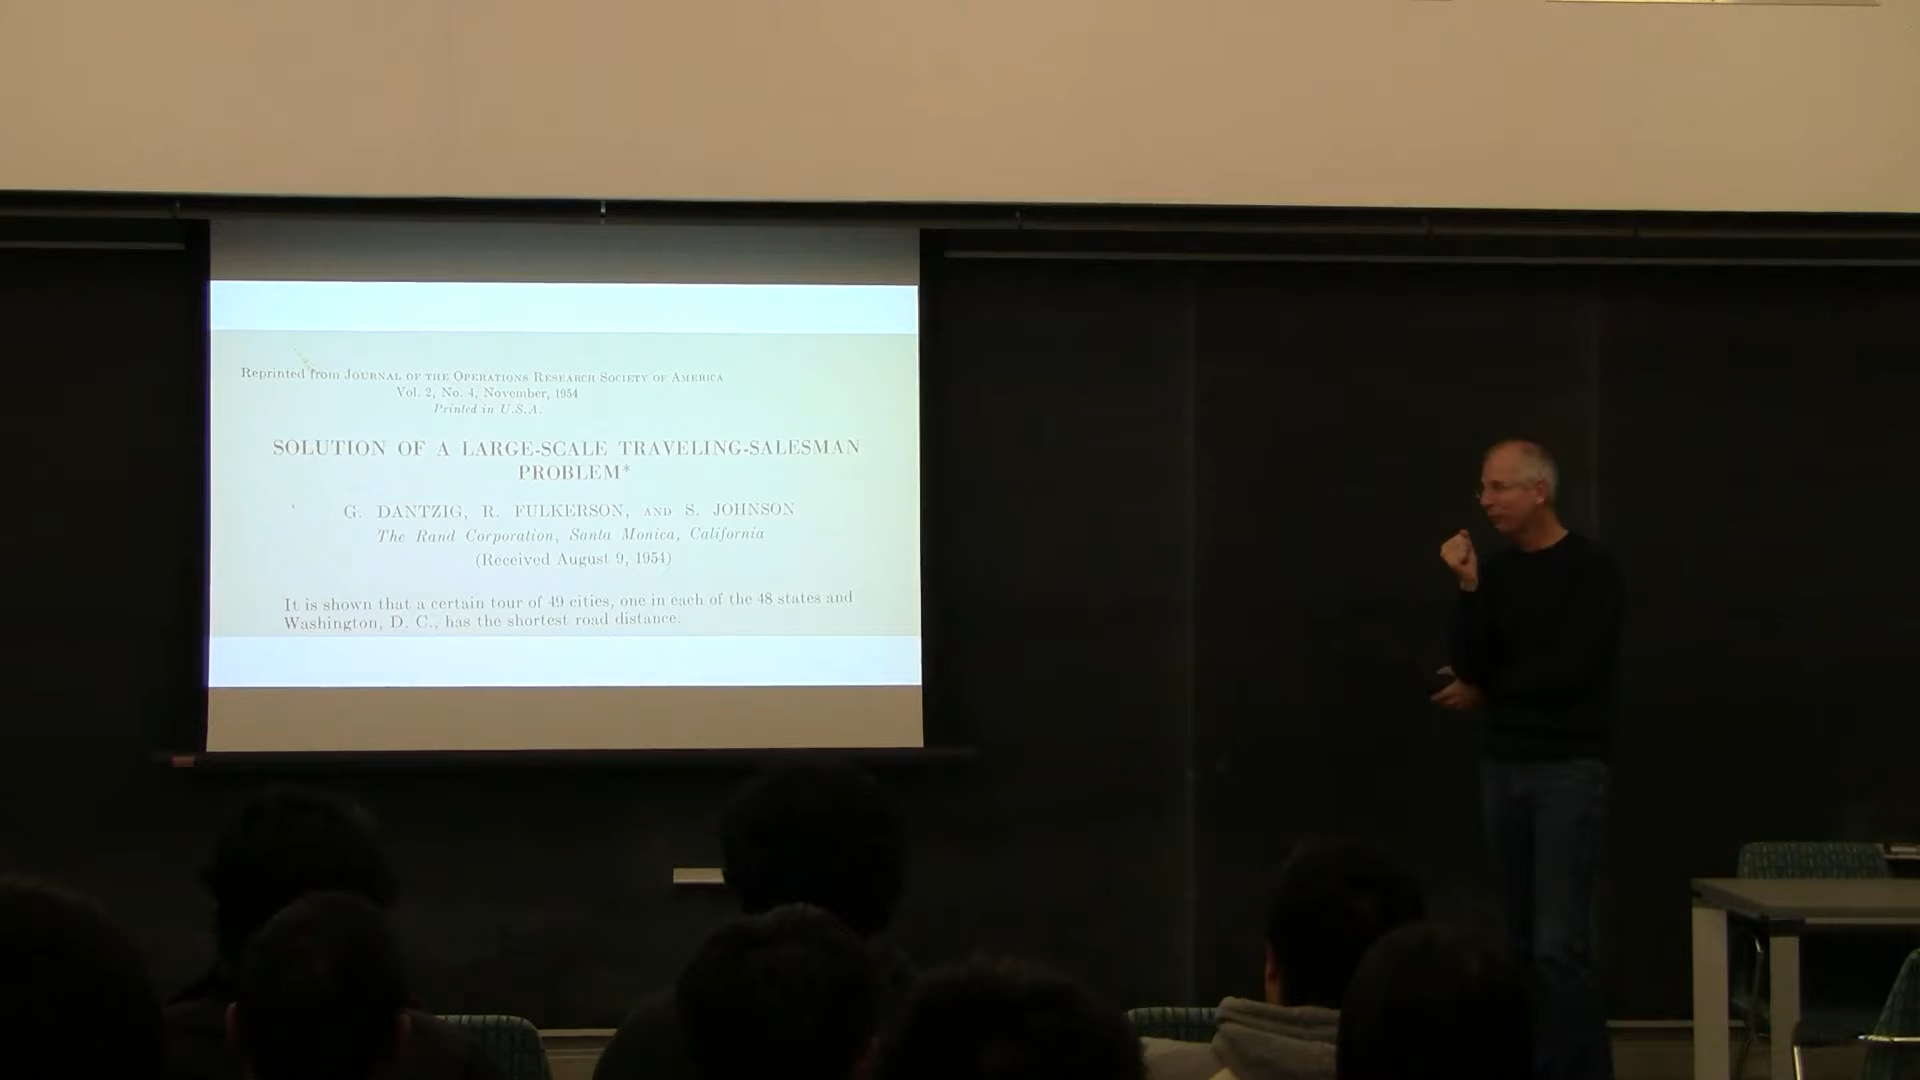 Reprinted from JOURNAL OF THE OPERATIONS RESEARCH SOCIETY OF AMERICA
Vol. 2, No. 4, November, 1954
Printed in U.S.A.
SOLUTION OF A LARGE-SCALE TRAVELING-SALESMAN
PROBLEM*
G. DANTZIG, R. FULKERSON, AND S. JOHNSON
The Rand Corporation, Santa Monica, California
(Received August 9, 1954)
It is shown that a certain tour of 49 cities, one in each of the 48 states and
Washington, D. C., has the shortest road distance.